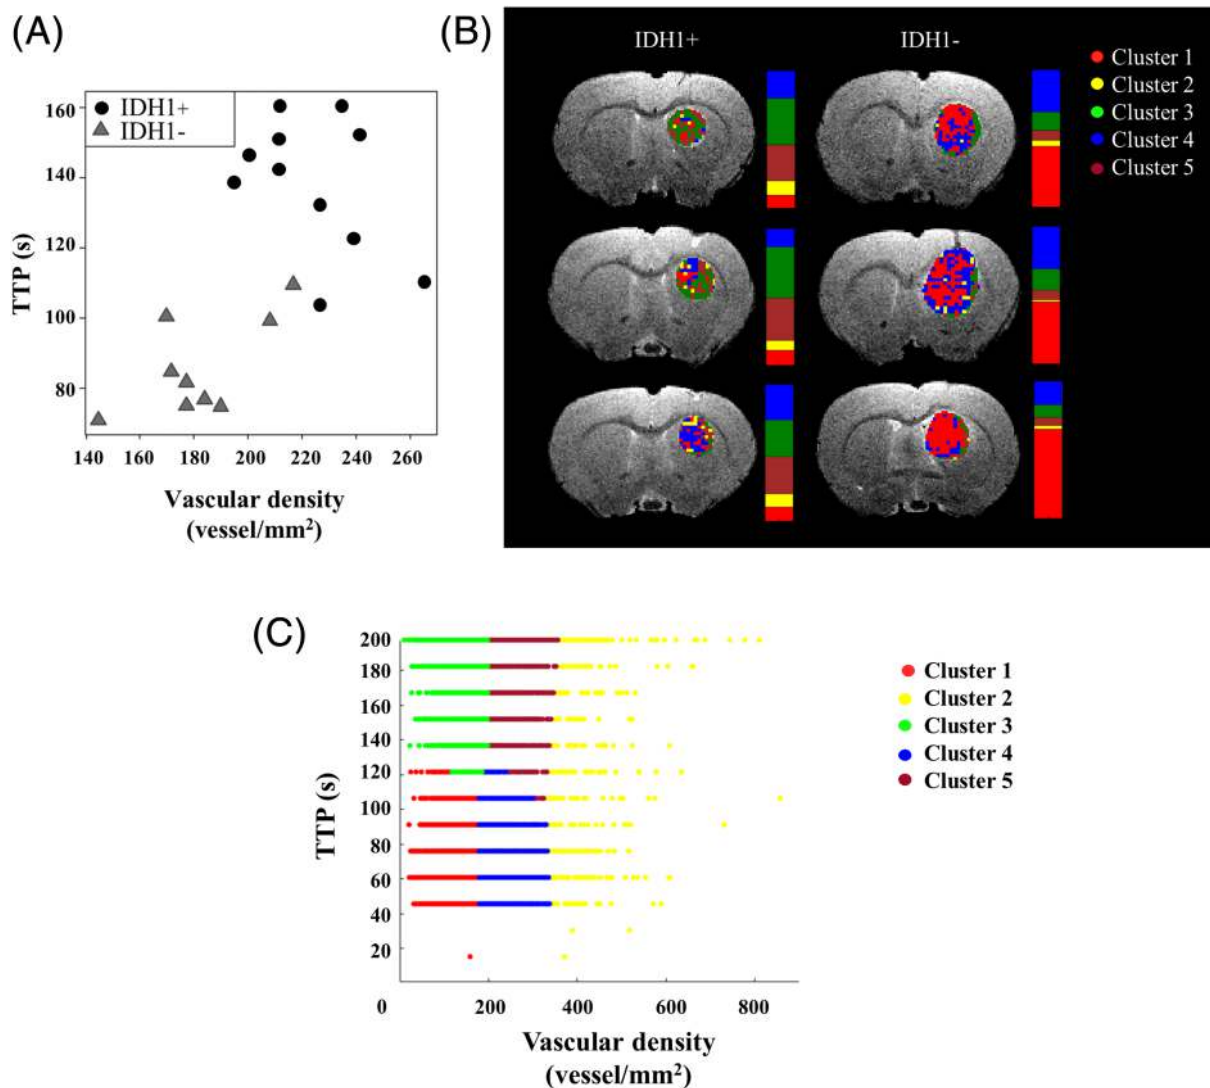 (A)
IDH1+
IDH1-
160
140
120
100
80
TTP (s)
140 160 180 200 220 240 260
Vascular density
(vessel/mm²)
(B)
IDH1+ IDH1-
Cluster 1
Cluster 2
Cluster 3
Cluster 4
Cluster 5
(C)
200
180
160
140
120
100
80
60
40
20
TTP (s)
0 200 400 600 800
Vascular density
(vessel/mm²)
Cluster 1
Cluster 2
Cluster 3
Cluster 4
Cluster 5